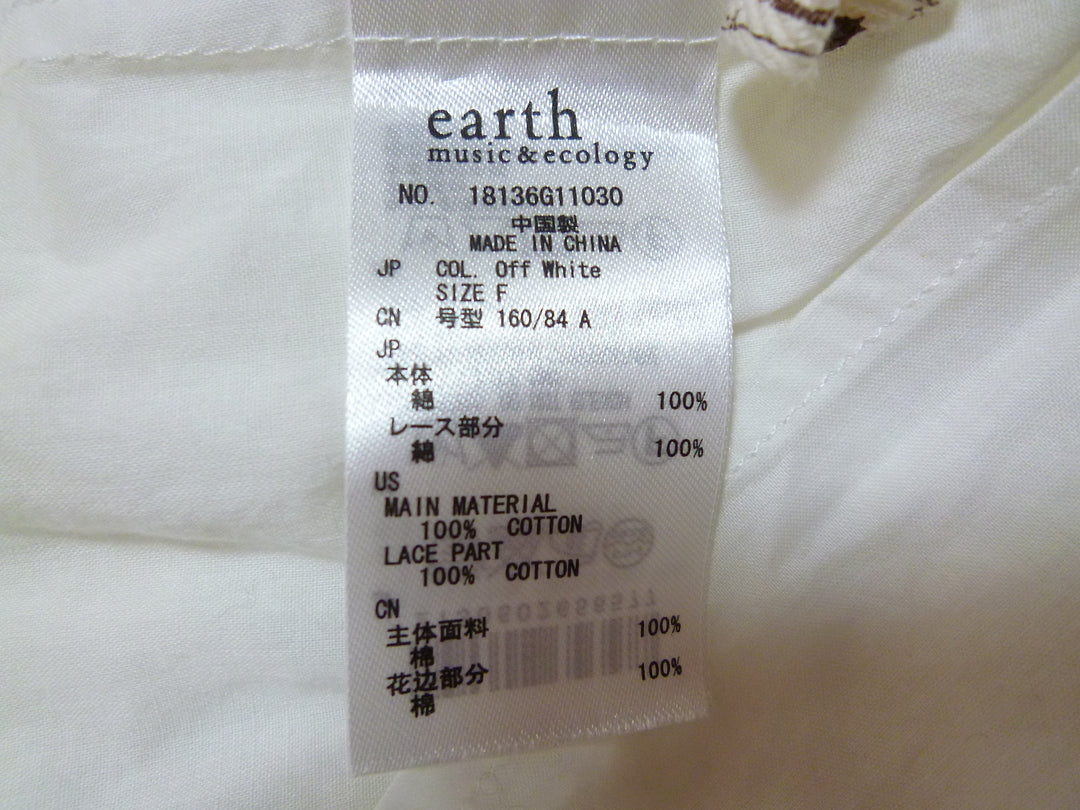 earth
music&ecology
NO. 18136G11030
中国製
MADE IN CHINA
JP COL. Off White
SIZE F
CN 号型 160/84 A
JP
本体
綿 100%
レース部分
綿 100%
US
MAIN MATERIAL
100% COTTON
LACE PART
100% COTTON
CN
主体面料 100%
棉
花边部分 100%
棉